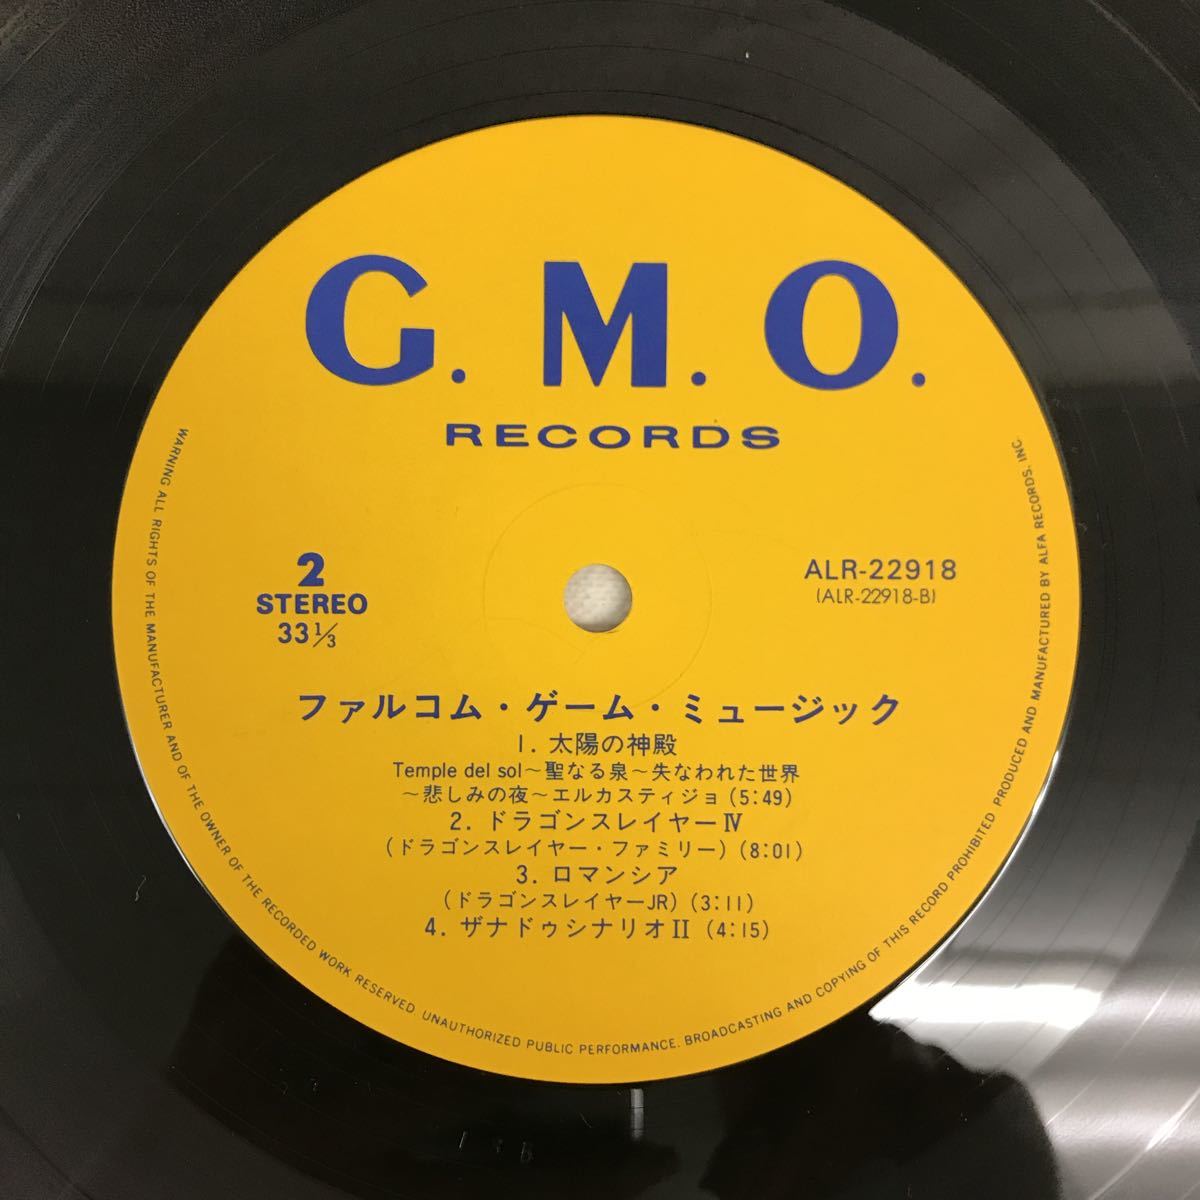 G. M. O.
RECORDS
2
STEREO
33 1/3
ALR-22918
(ALR-22918-B)
ファルコム・ゲーム・ミュージック
1. 太陽の神殿
Temple del sol～聖なる泉～失なわれた世界
～悲しみの夜～エルカスティジョ(5:49)
2. ドラゴンスレイヤーⅣ
(ドラゴンスレイヤー・ファミリー)(8:01)
3. ロマンシア
(ドラゴンスレイヤーJR)(3:11)
4. ザナドゥシナリオII (4:15)
WARNING ALL RIGHTS OF THE MANUFACTURER AND OF THE OWNER OF THE RECORDED WORK RESERVED UNAUTHORIZED PUBLIC PERFORMANCE. BROADCASTING AND COPYING OF THIS RECORD PROHIBITED PRODUCED AND MANUFACTURED BY ALFA RECORDS. INC.